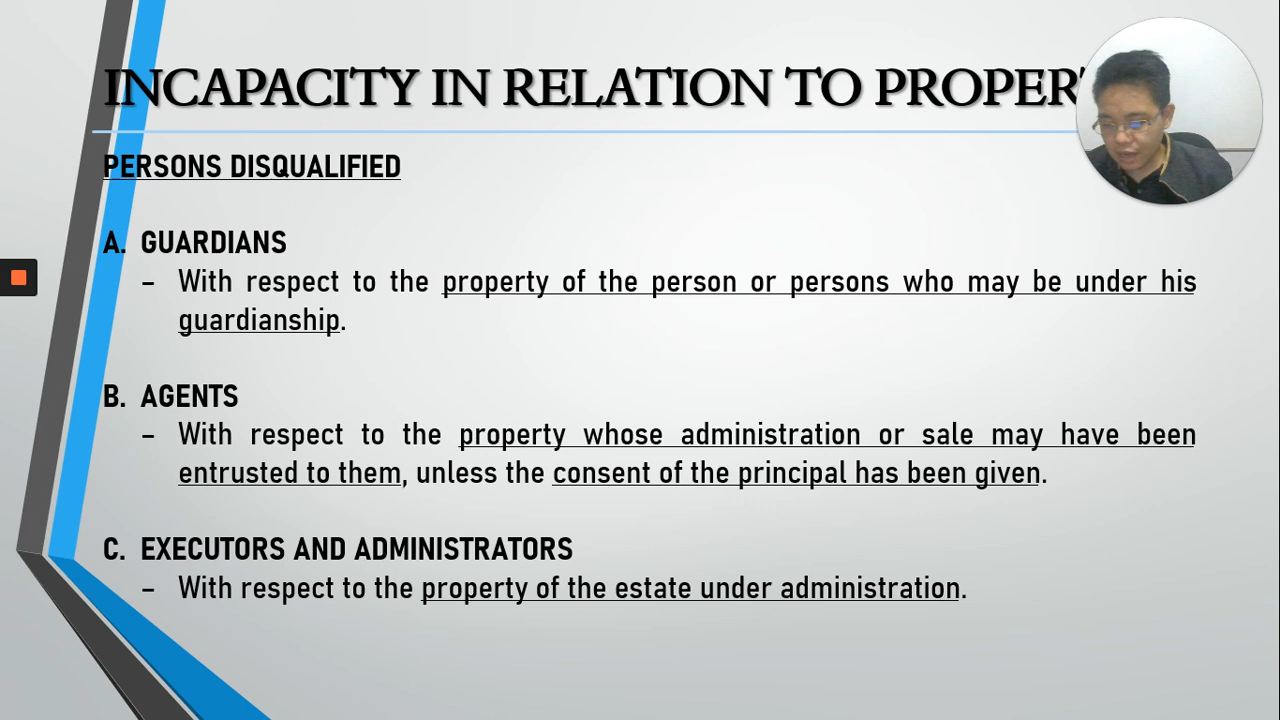 INCAPACITY IN RELATION TO
PERSONS DISQUALIFIED
A. GUARDIANS
– With respect to the property of the person or persons who may be under his
guardianship.
B. AGENTS
– With respect to the property whose administration or sale may have been
entrusted to them, unless the consent of the principal has been given.
C. EXECUTORS AND ADMINISTRATORS
– With respect to the property of the estate under administration.